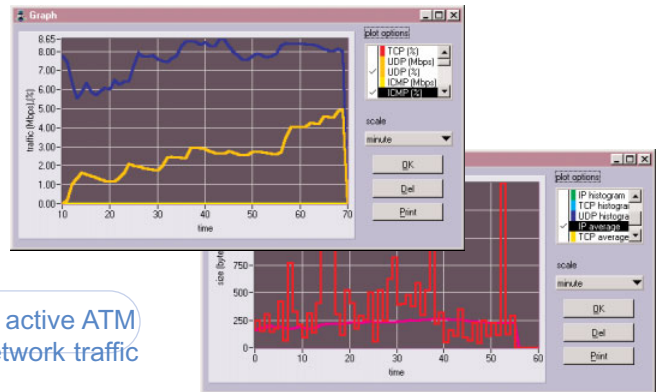 Graph
plot options
8.65
8.00
7.00
6.00
5.00
4.00
3.00
2.00
1.00
0.00
traffic (Mbps),(%)
10 20 30 40 50 60 70
time
TCP (%)
UDP (Mbps)
UDP (%)
ICMP (Mbps)
ICMP (%)
scale
minute
OK
Del
Print
plot options
750
500
250
0
size (byte
0 10 20 30 40 50 60
time
IP histogram
TCP histogra
UDP histogra
IP average
TCP average
scale
minute
OK
Del
Print
active ATM
etwork traffic